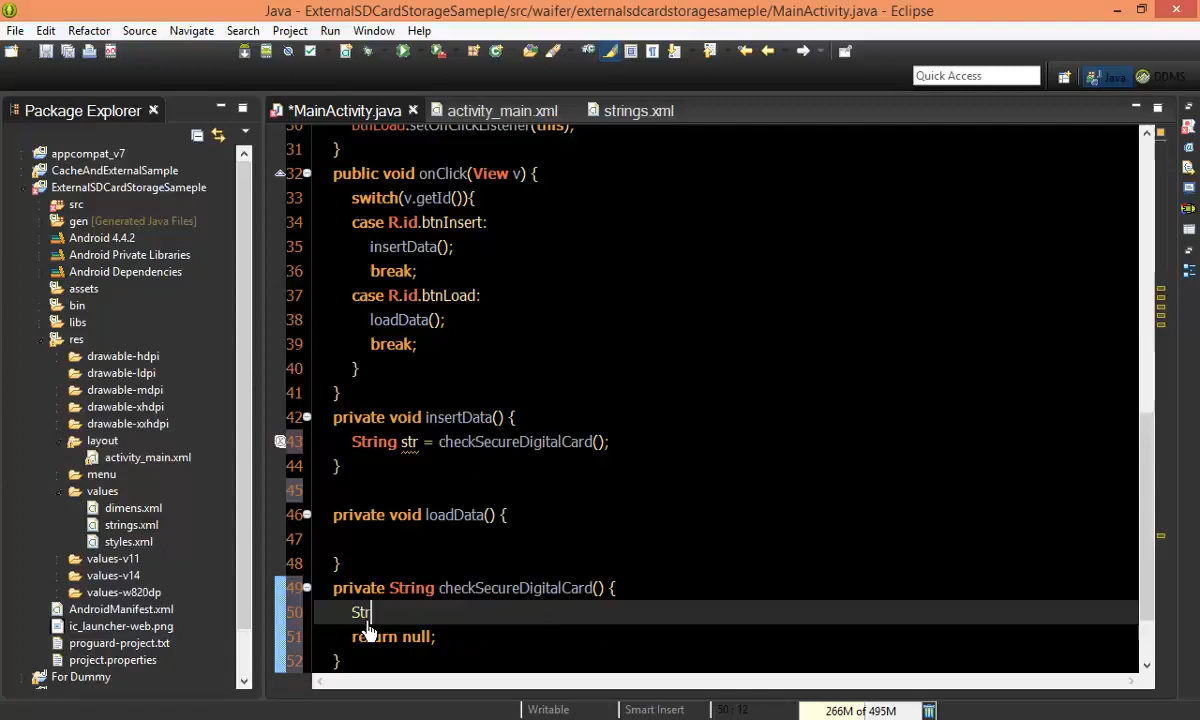 Java - ExternalSDCardStorageSameple/src/waifer/externalsdcardstoragesameple/MainActivity.java - Eclipse
File Edit Refactor Source Navigate Search Project Run Window Help
Quick Access
Java
DDMS
Package Explorer
*MainActivity.java
activity_main.xml
strings.xml
appcompat_v7
CacheAndExternalSample
ExternalSDCardStorageSameple
src
gen [Generated Java Files]
Android 4.4.2
Android Private Libraries
Android Dependencies
assets
bin
libs
res
drawable-hdpi
drawable-ldpi
drawable-mdpi
drawable-xhdpi
drawable-xxhdpi
layout
activity_main.xml
menu
values
dimens.xml
strings.xml
styles.xml
values-v11
values-v14
values-w820dp
AndroidManifest.xml
ic_launcher-web.png
proguard-project.txt
project.properties
For Dummy
30 btnLoad.setOnClickListener(this);
31 }
32 public void onClick(View v) {
33 switch(v.getId()){
34 case R.id.btnInsert:
35 insertData();
36 break;
37 case R.id.btnLoad:
38 loadData();
39 break;
40 }
41 }
42 private void insertData() {
43 String str = checkSecureDigitalCard();
44 }
45
46 private void loadData() {
47
48 }
49 private String checkSecureDigitalCard() {
50 Str
51 return null;
52 }
Writable
Smart Insert
50 : 12
266M of 495M